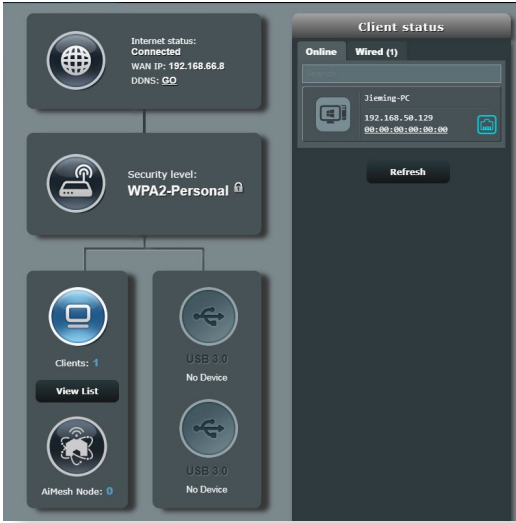 Internet status:
Connected
WAN IP: 192.168.66.8
DDNS: GO
Security level:
WPA2-Personal
Clients: 1
View List
AiMesh Node: 0
USB 3.0
No Device
USB 3.0
No Device
Client status
Online Wired (1)
Search
Jieming-PC
192.168.50.129
00:00:00:00:00:00
Refresh